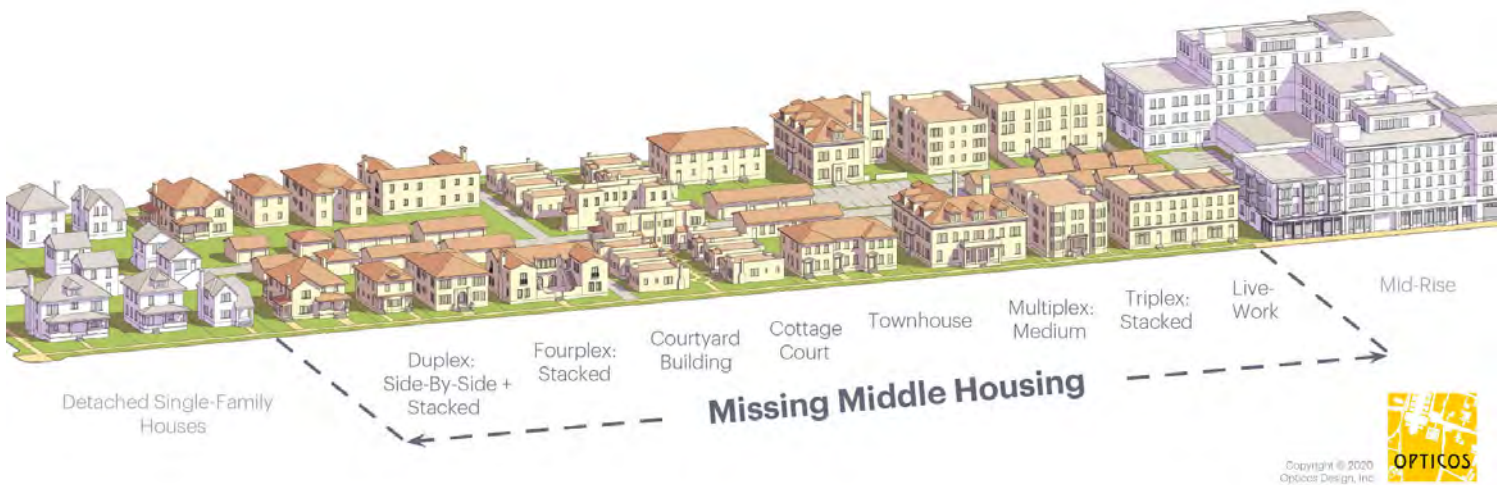 Detached Single-Family
Houses
Duplex:
Side-By-Side +
Stacked
Fourplex:
Stacked
Courtyard
Building
Cottage
Court
Townhouse
Multiplex:
Medium
Triplex:
Stacked
Live-
Work
Mid-Rise
Missing Middle Housing
Copyright © 2020
Opticos Design, Inc
OPTICOS